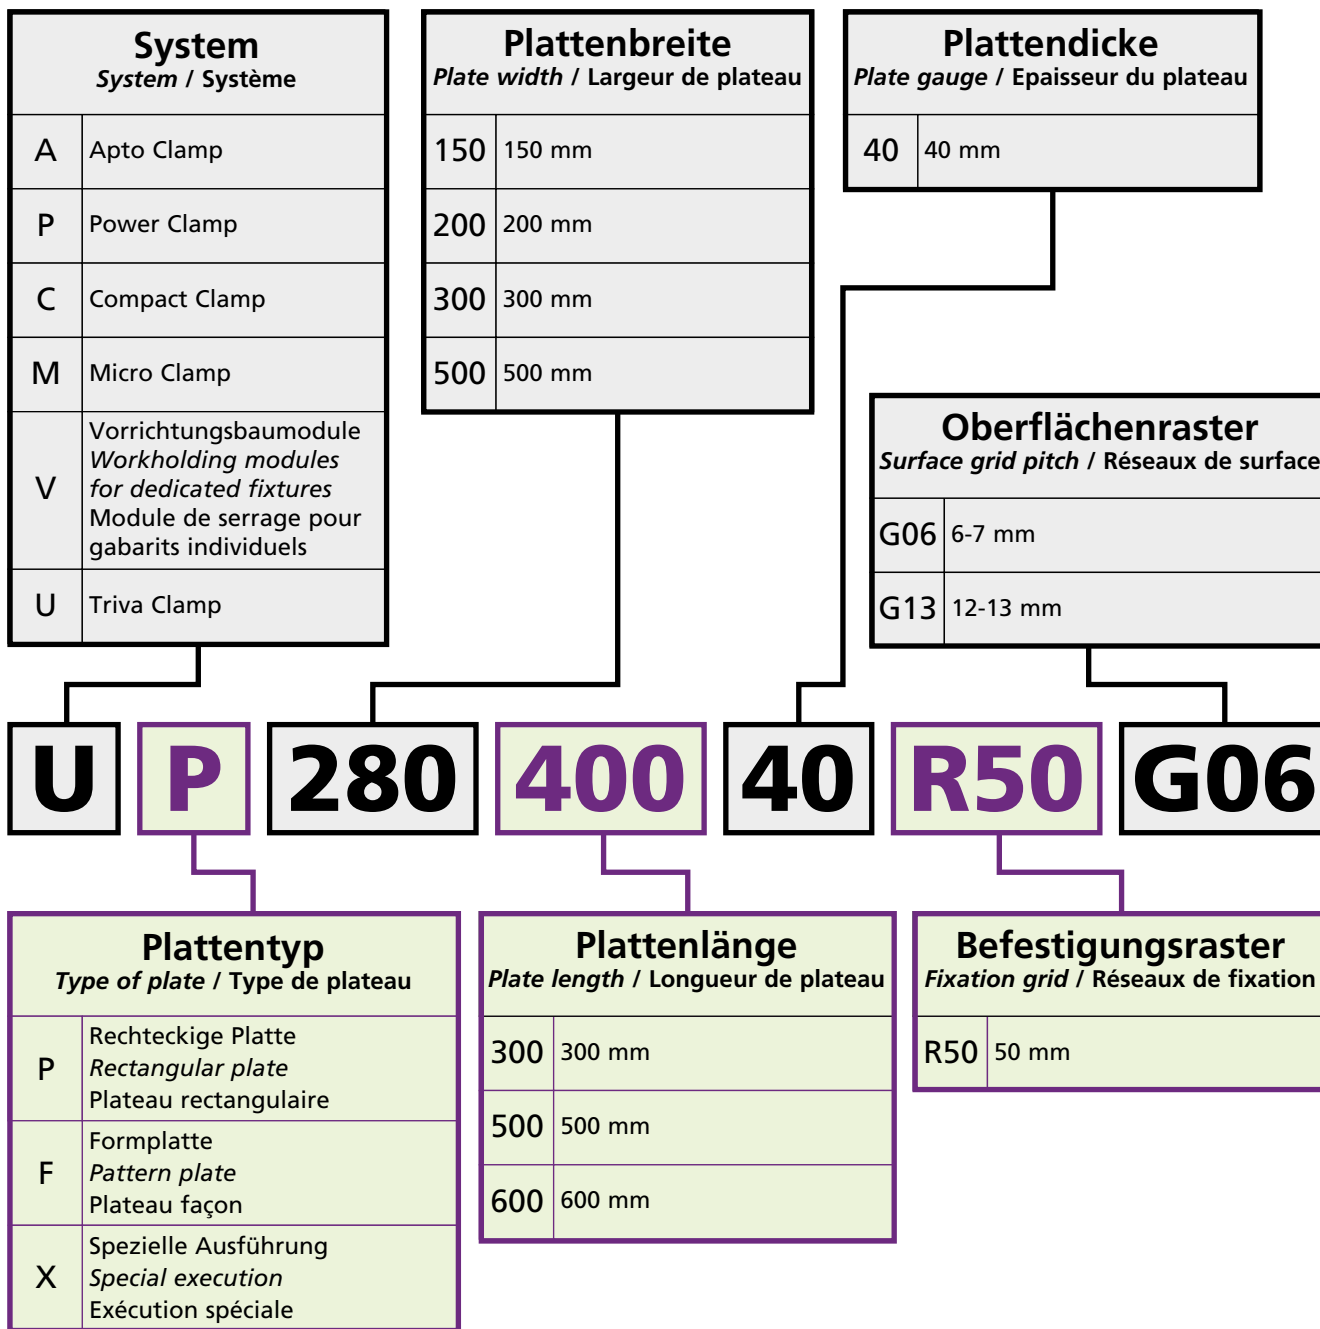 System
System / Système
A Apto Clamp
P Power Clamp
C Compact Clamp
M Micro Clamp
V Vorrichtungsbaumodule
Workholding modules
for dedicated fixtures
Module de serrage pour
gabarits individuels
U Triva Clamp
Plattenbreite
Plate width / Largeur de plateau
150 150 mm
200 200 mm
300 300 mm
500 500 mm
Plattendicke
Plate gauge / Epaisseur du plateau
40 40 mm
Oberflächenraster
Surface grid pitch / Réseaux de surface
G06 6-7 mm
G13 12-13 mm
U P 280 400 40 R50 G06
Plattentyp
Type of plate / Type de plateau
P Rechteckige Platte
Rectangular plate
Plateau rectangulaire
F Formplatte
Pattern plate
Plateau façon
X Spezielle Ausführung
Special execution
Exécution spéciale
Plattenlänge
Plate length / Longueur de plateau
300 300 mm
500 500 mm
600 600 mm
Befestigungsraster
Fixation grid / Réseaux de fixation
R50 50 mm